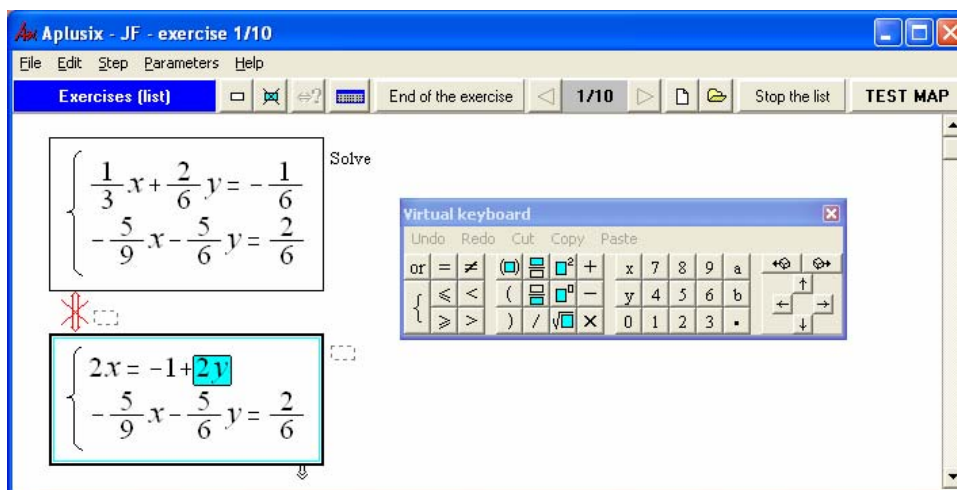 Aplusix - JF - exercise 1/10
File Edit Step Parameters Help
Exercises (list) ⇔? End of the exercise 1/10 Stop the list TEST MAP
Solve
1/3 x + 2/6 y = - 1/6
- 5/9 x - 5/6 y = 2/6
2x = -1+2y
- 5/9 x - 5/6 y = 2/6
Virtual keyboard
Undo Redo Cut Copy Paste
or = ≠ (□) □² + x 7 8 9 a
{ ⩽ < ( □^□ − y 4 5 6 b
⩾ > ) / √□ × 0 1 2 3 .